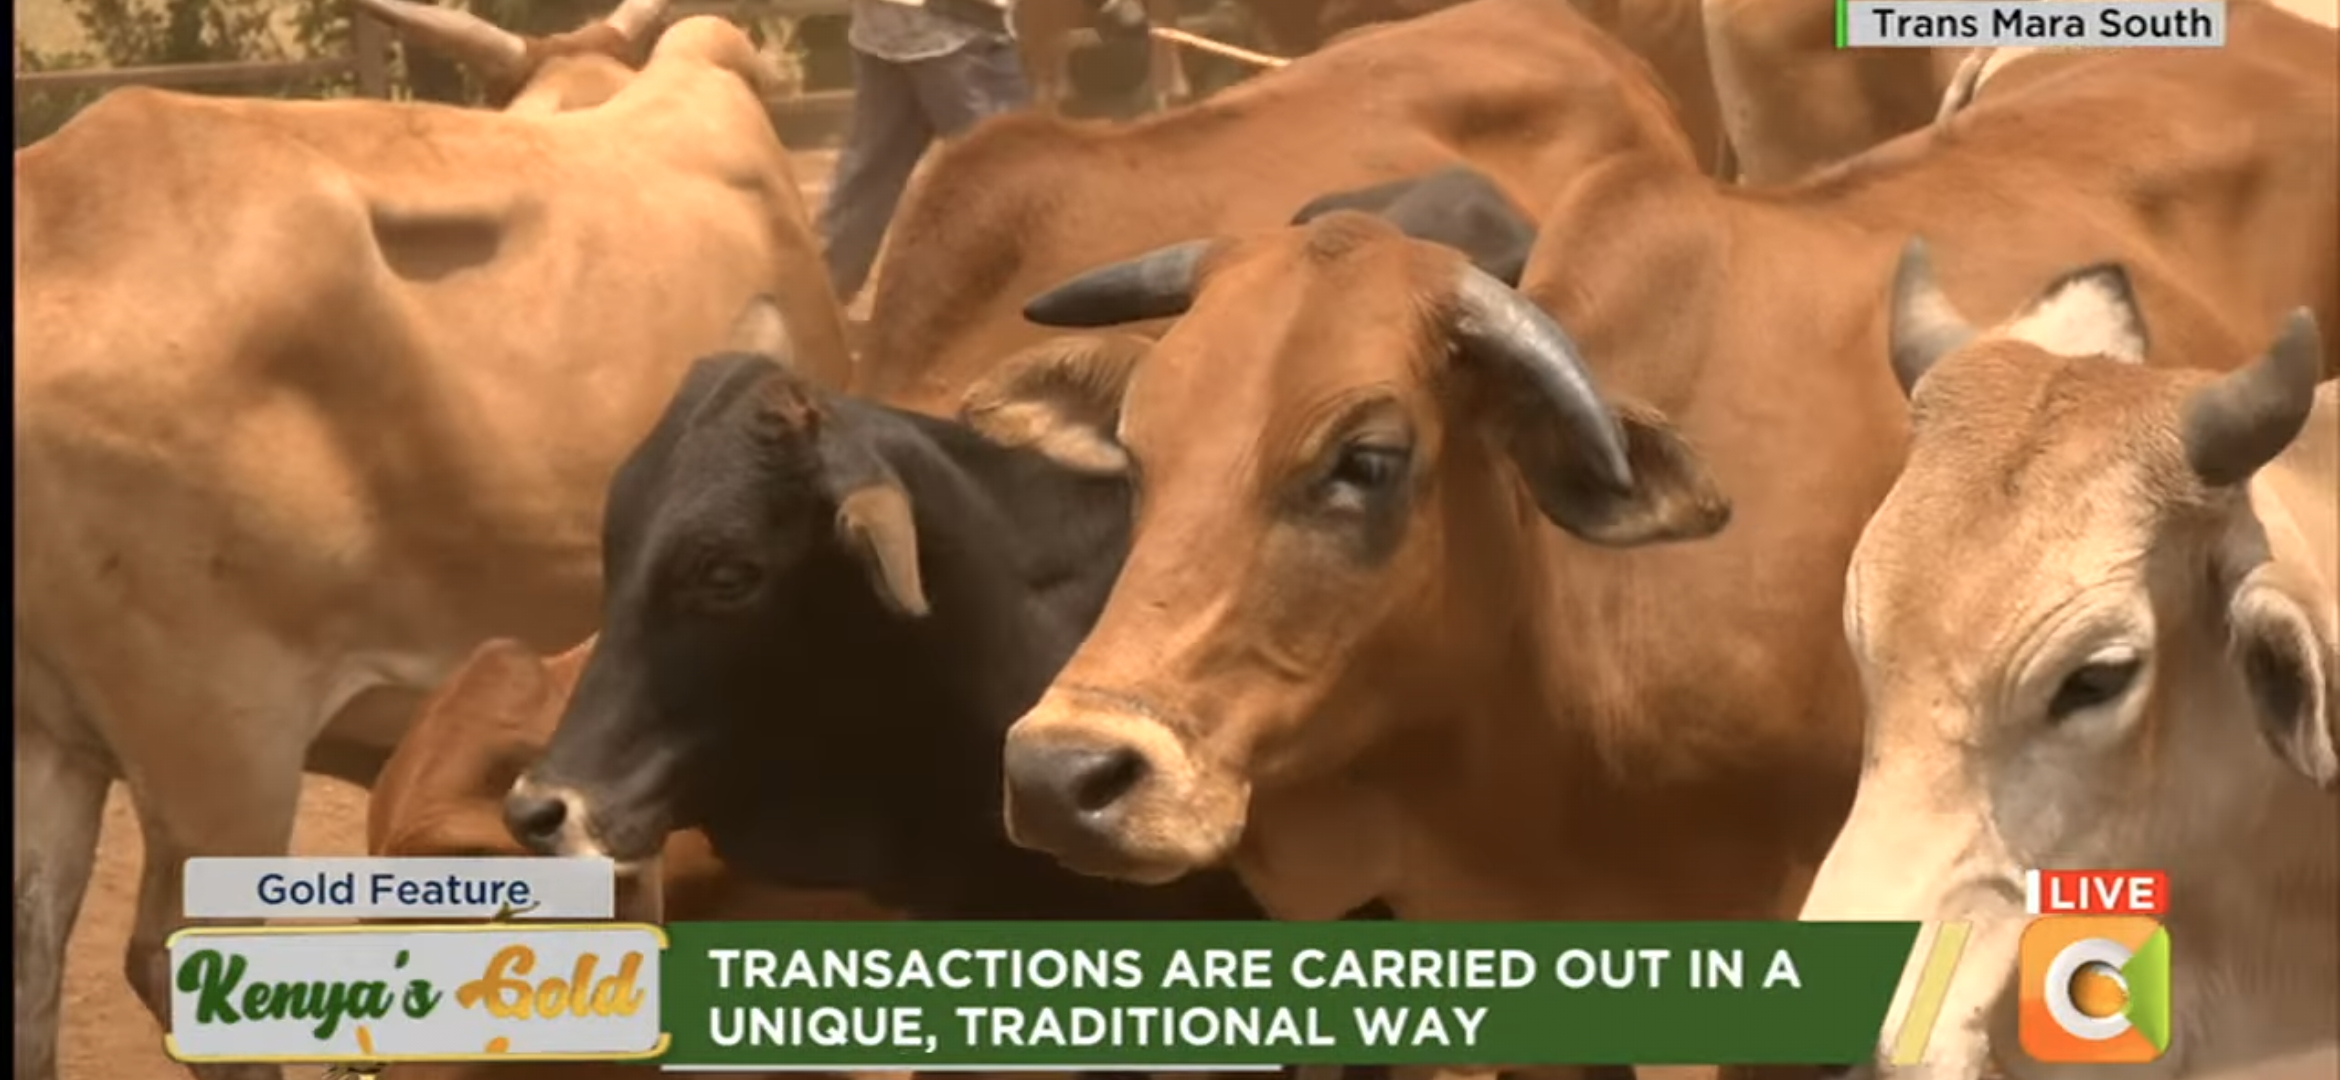 Trans Mara South
Gold Feature
LIVE
Kenya's Gold
TRANSACTIONS ARE CARRIED OUT IN A
UNIQUE, TRADITIONAL WAY